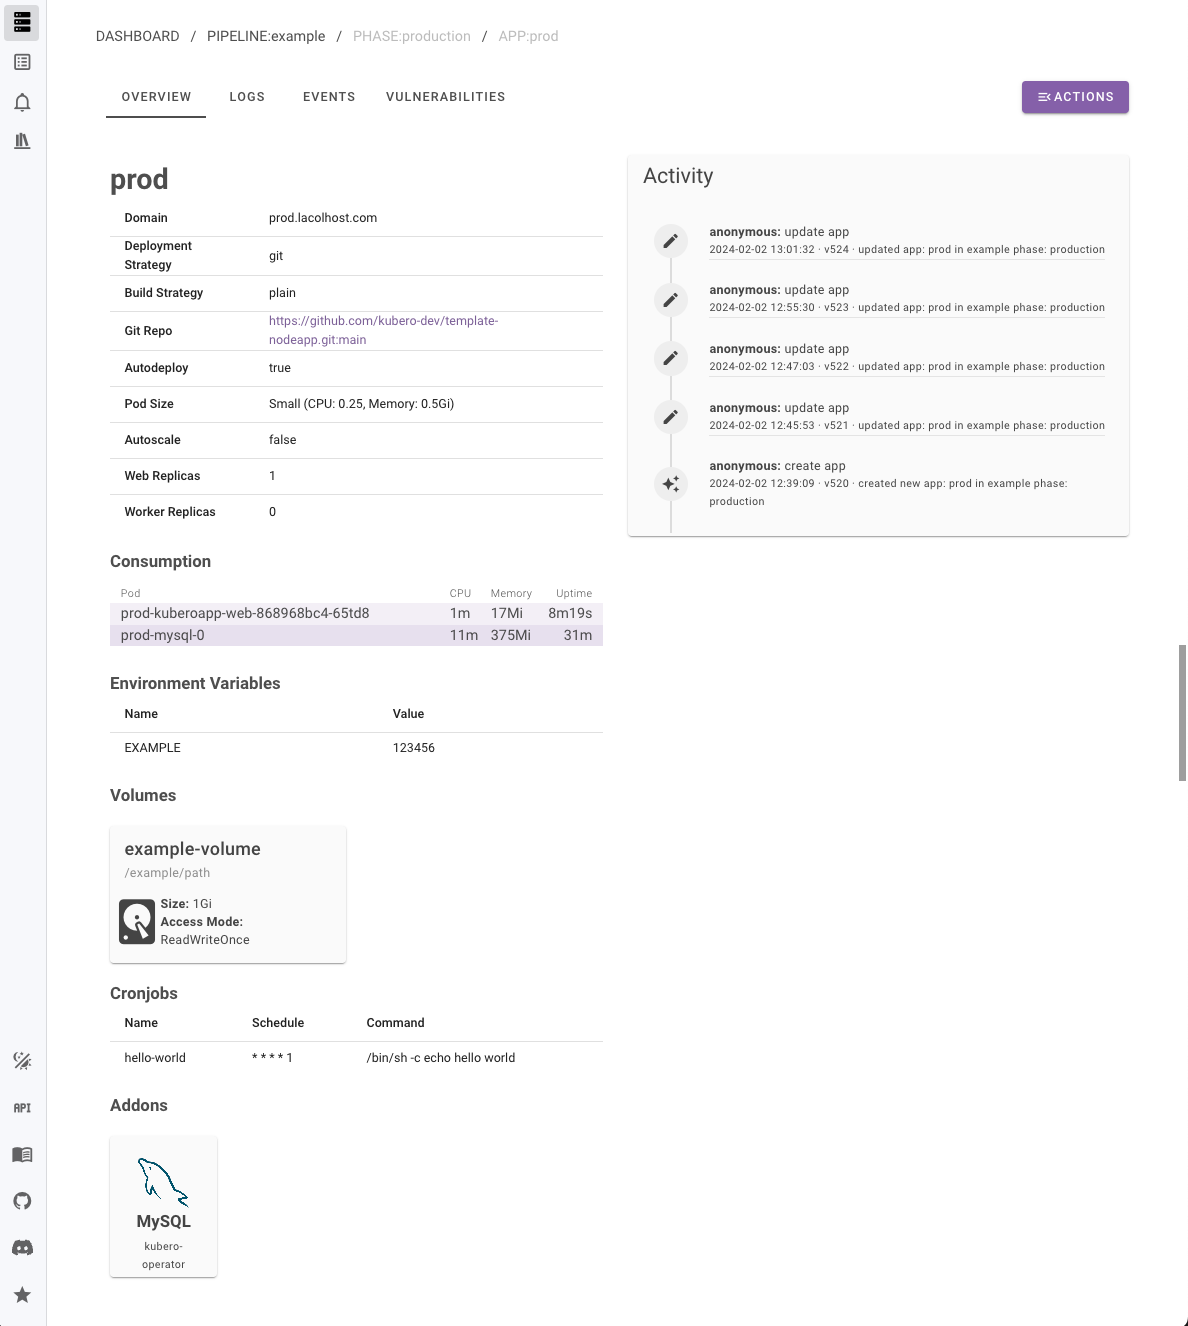 DASHBOARD / PIPELINE:example / PHASE:production / APP:prod
OVERVIEW LOGS EVENTS VULNERABILITIES
ACTIONS
prod
Domain prod.lacolhost.com
Deployment
Strategy
git
Build Strategy plain
Git Repo
https://github.com/kubero-dev/template-
nodeapp.git:main
Autodeploy true
Pod Size Small (CPU: 0.25, Memory: 0.5Gi)
Autoscale false
Web Replicas 1
Worker Replicas 0
Activity
anonymous: update app
2024-02-02 13:01:32 · v524 · updated app: prod in example phase: production
anonymous: update app
2024-02-02 12:55:30 · v523 · updated app: prod in example phase: production
anonymous: update app
2024-02-02 12:47:03 · v522 · updated app: prod in example phase: production
anonymous: update app
2024-02-02 12:45:53 · v521 · updated app: prod in example phase: production
anonymous: create app
2024-02-02 12:39:09 · v520 · created new app: prod in example phase:
production
Consumption
Pod CPU Memory Uptime
prod-kuberoapp-web-868968bc4-65td8 1m 17Mi 8m19s
prod-mysql-0 11m 375Mi 31m
Environment Variables
Name Value
EXAMPLE 123456
Volumes
example-volume
/example/path
Size: 1Gi
Access Mode:
ReadWriteOnce
Cronjobs
Name Schedule Command
hello-world * * * * 1 /bin/sh -c echo hello world
Addons
MySQL
kubero-
operator
API